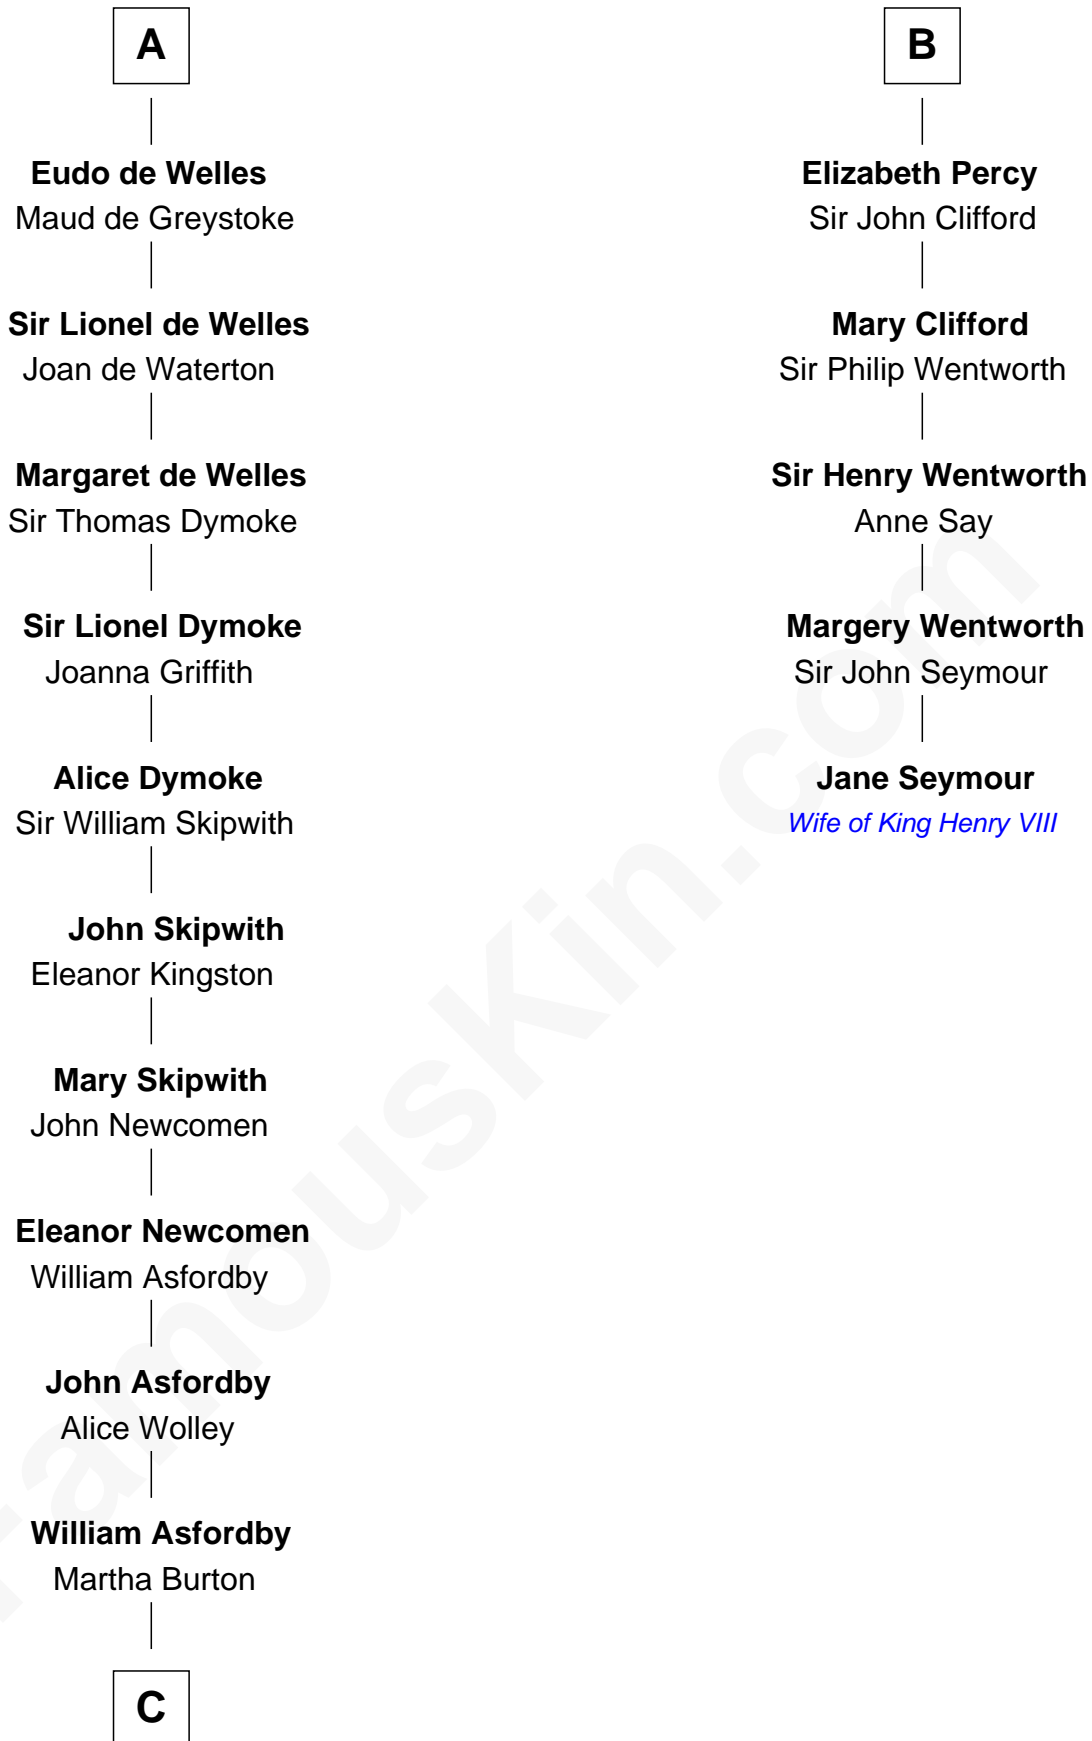 A
Eudo de Welles
Maud de Greystoke
Sir Lionel de Welles
Joan de Waterton
Margaret de Welles
Sir Thomas Dymoke
Sir Lionel Dymoke
Joanna Griffith
Alice Dymoke
Sir William Skipwith
John Skipwith
Eleanor Kingston
Mary Skipwith
John Newcomen
Eleanor Newcomen
William Asfordby
John Asfordby
Alice Wolley
William Asfordby
Martha Burton
C
B
Elizabeth Percy
Sir John Clifford
Mary Clifford
Sir Philip Wentworth
Sir Henry Wentworth
Anne Say
Margery Wentworth
Sir John Seymour
Jane Seymour
Wife of King Henry VIII
FamousKin.com